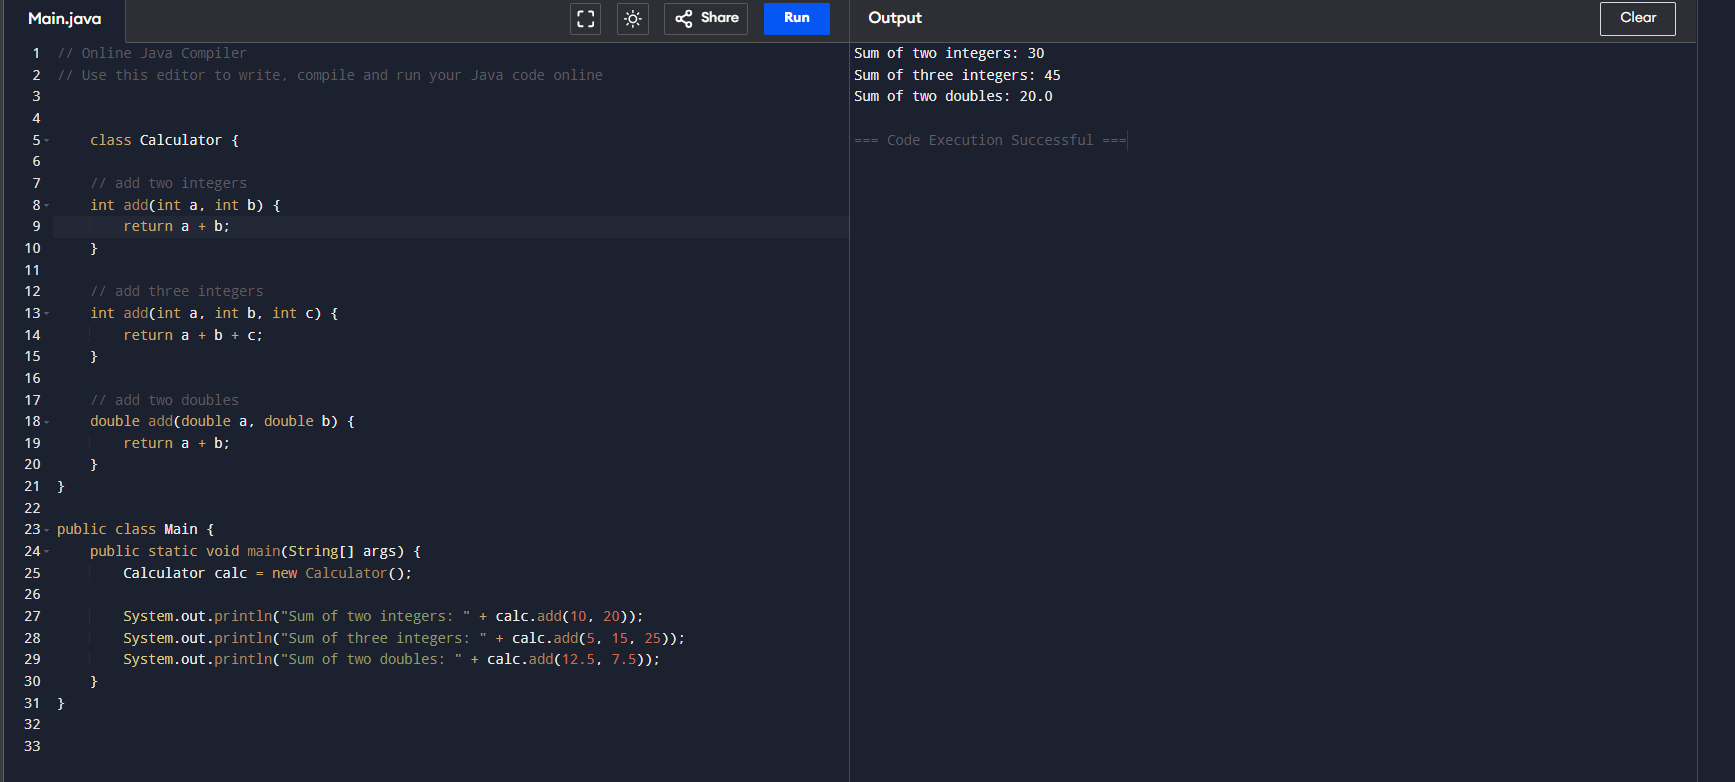 Main.java
Share
Run
Output
Clear
1 // Online Java Compiler
2 // Use this editor to write, compile and run your Java code online
3
4
5     class Calculator {
6
7     // add two integers
8     int add(int a, int b) {
9         return a + b;
10     }
11
12     // add three integers
13     int add(int a, int b, int c) {
14         return a + b + c;
15     }
16
17     // add two doubles
18     double add(double a, double b) {
19         return a + b;
20     }
21 }
22
23 public class Main {
24     public static void main(String[] args) {
25         Calculator calc = new Calculator();
26
27         System.out.println("Sum of two integers: " + calc.add(10, 20));
28         System.out.println("Sum of three integers: " + calc.add(5, 15, 25));
29         System.out.println("Sum of two doubles: " + calc.add(12.5, 7.5));
30     }
31 }
32
33
Sum of two integers: 30
Sum of three integers: 45
Sum of two doubles: 20.0
=== Code Execution Successful ===